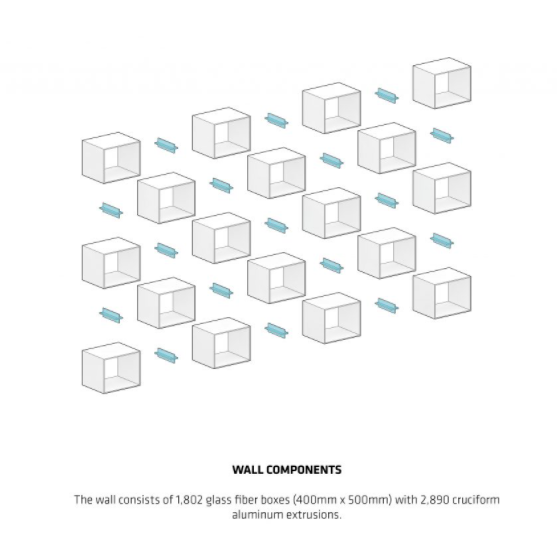 WALL COMPONENTS
The wall consists of 1,802 glass fiber boxes (400mm x 500mm) with 2,890 cruciform
aluminum extrusions.